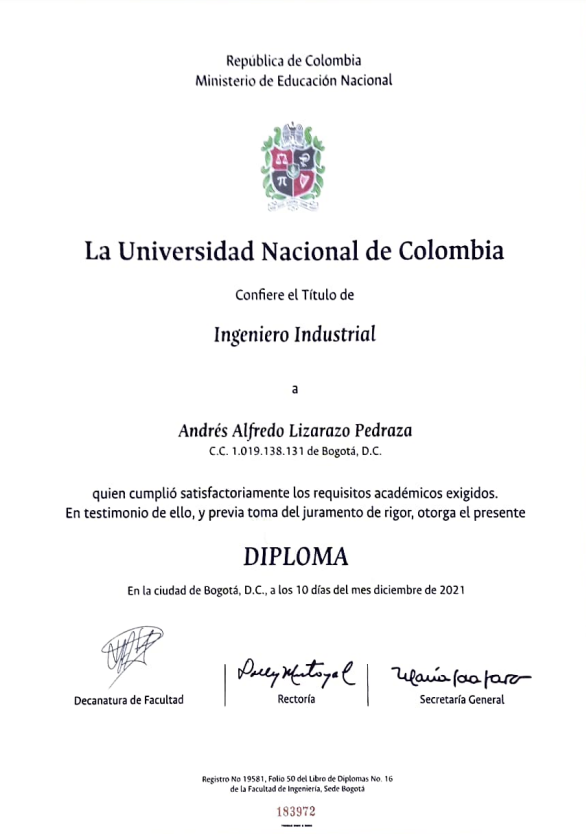 República de Colombia
Ministerio de Educación Nacional
π
La Universidad Nacional de Colombia
Confiere el Título de
Ingeniero Industrial
a
Andrés Alfredo Lizarazo Pedraza
C.C. 1.019.138.131 de Bogotá, D.C.
quien cumplió satisfactoriamente los requisitos académicos exigidos.
En testimonio de ello, y previa toma del juramento de rigor, otorga el presente
DIPLOMA
En la ciudad de Bogotá, D.C., a los 10 días del mes diciembre de 2021
Decanatura de Facultad
Rectoría
Secretaría General
Registro No 19581, Folio 50 del Libro de Diplomas No. 16
de la Facultad de Ingeniería, Sede Bogotá
183972